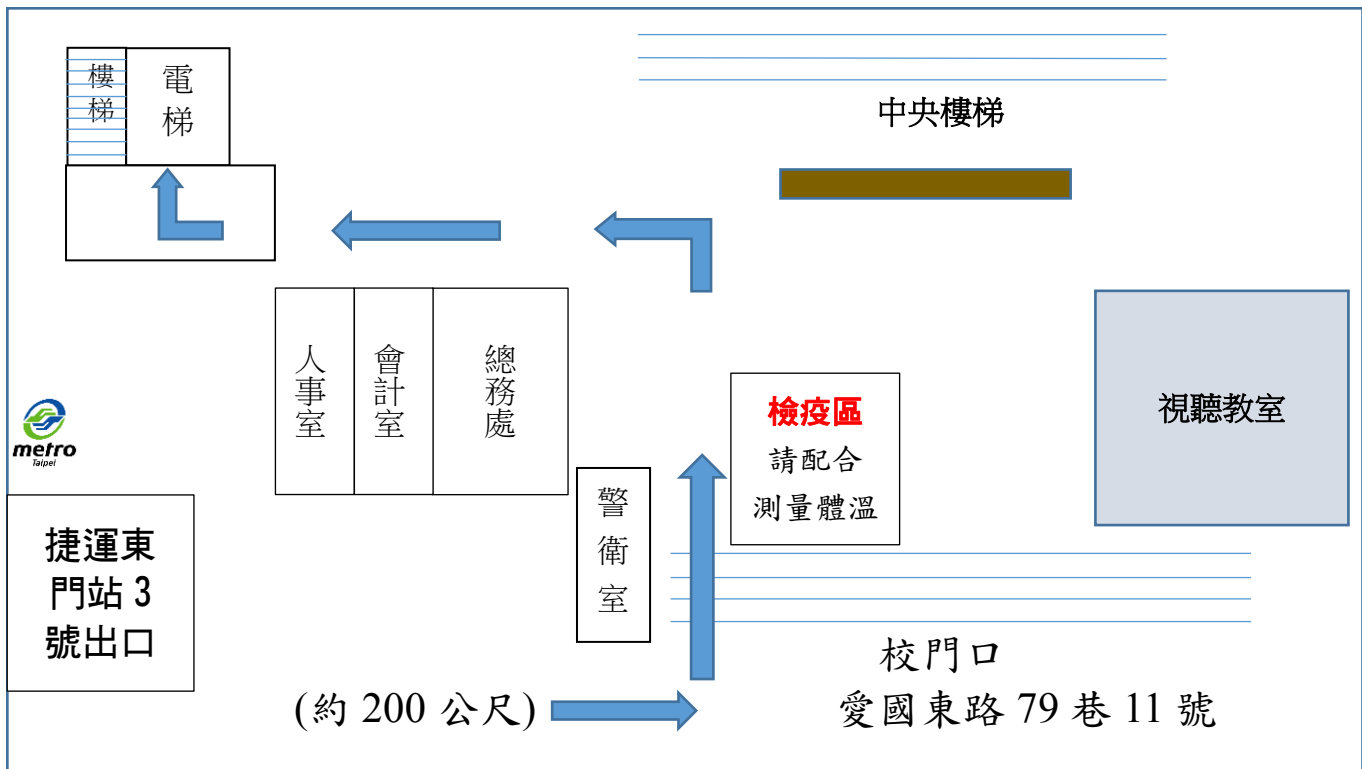 樓梯
電梯
中央樓梯
人事室
會計室
總務處
檢疫區
請配合
測量體溫
視聽教室
metro
Taipei
警衛室
捷運東
門站 3
號出口
校門口
(約 200 公尺)
愛國東路 79 巷 11 號